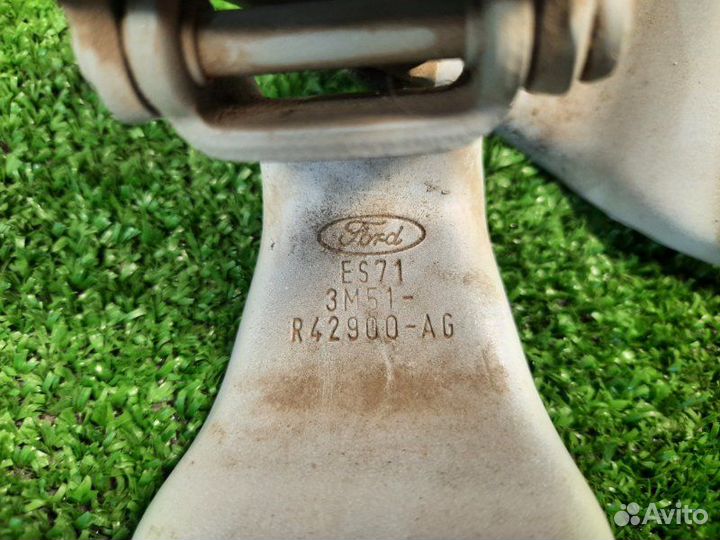 Ford
ES71
3M51-
R42900-AG
Avito